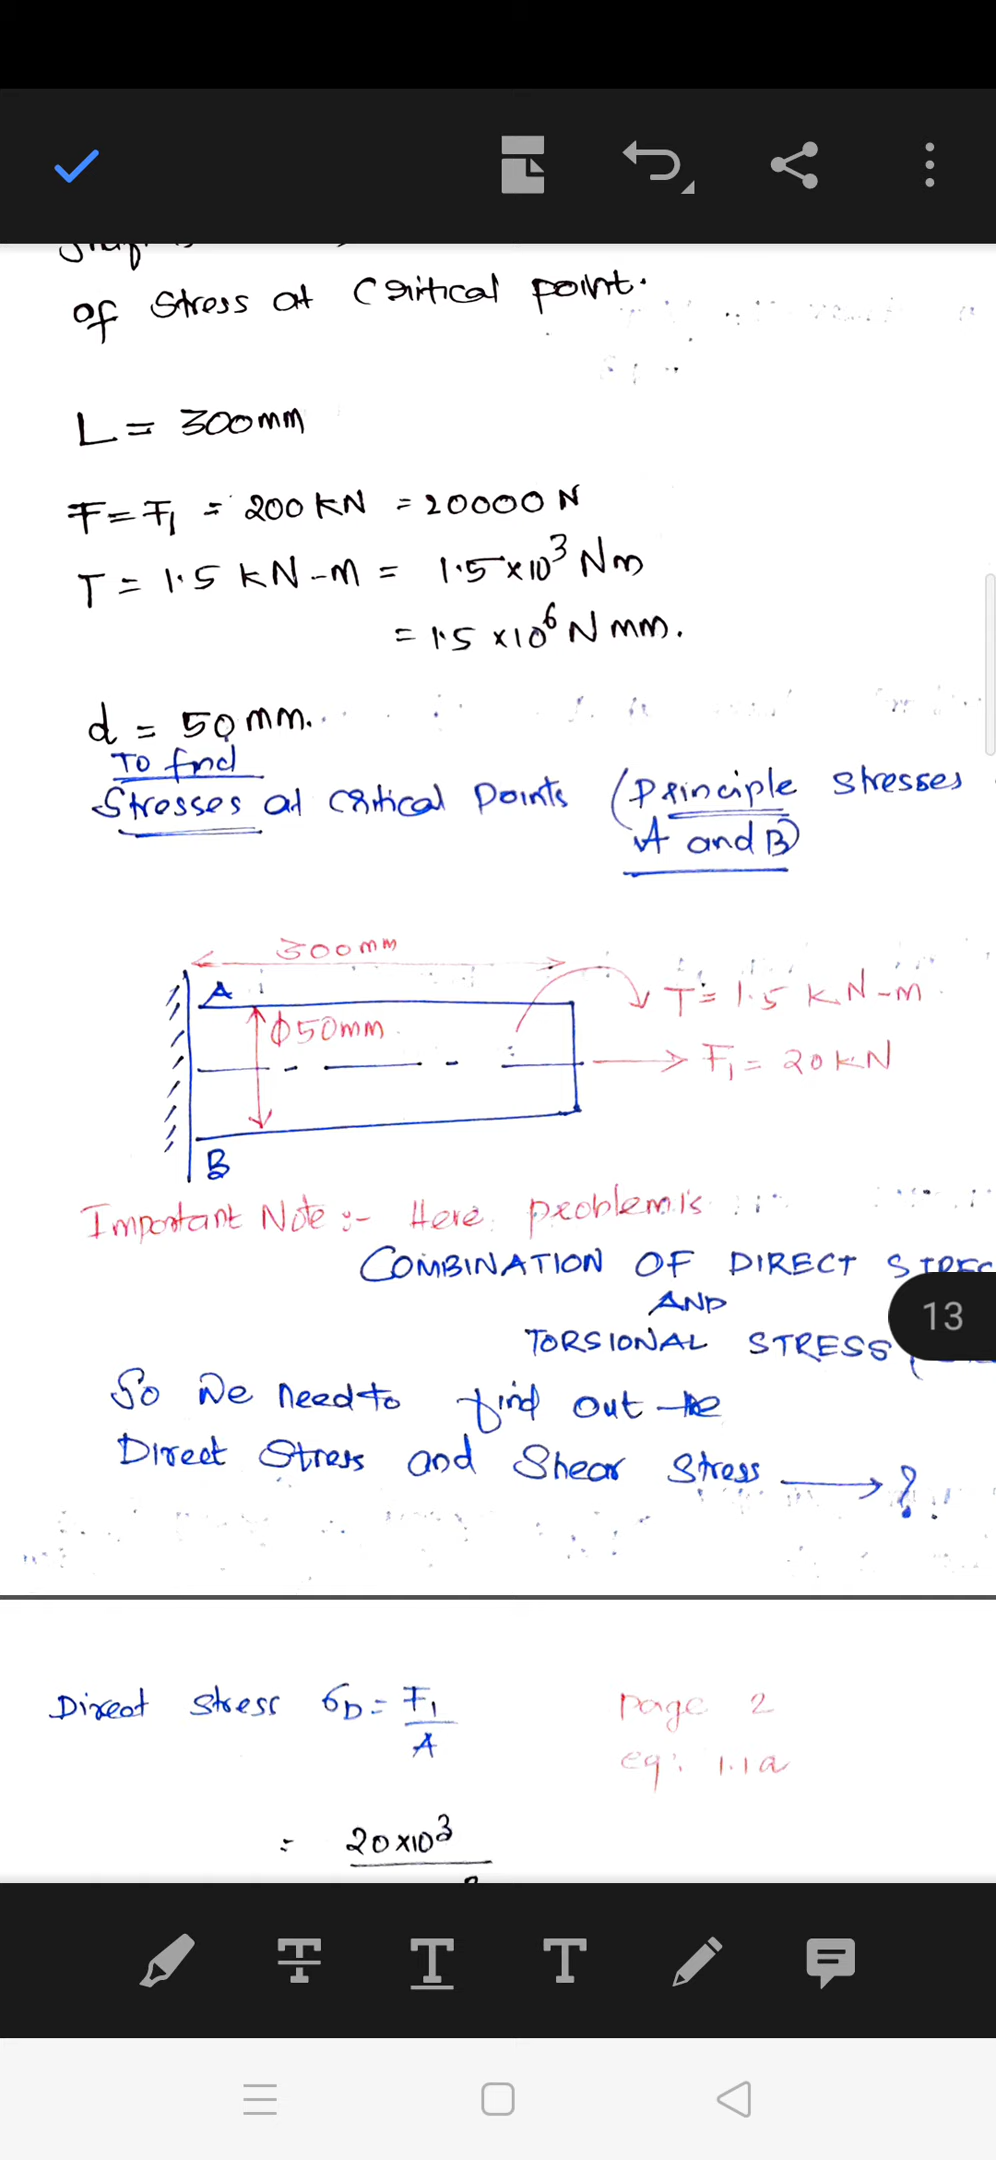 of Stress at Critical point.
L = 300mm
F = F1 = 200 KN = 20000 N
T = 1.5 KN-m = 1.5 x 10³ Nm
= 1.5 x 10⁶ N mm.
d = 50 mm.
To find
Stresses at Critical Points (Principle Stresses
A and B)
300mm
A
T = 1.5 KN-m
ϕ50mm
F1 = 20KN
B
Important Note :- Here problem is
COMBINATION OF DIRECT
AND
TORSIONAL STRESS
13
So We need to find out the
Direct Stress and Shear Stress → ?
Direct Stress σD = F1/A
page 2
eq: 1.1a
= 20x10³
T T T